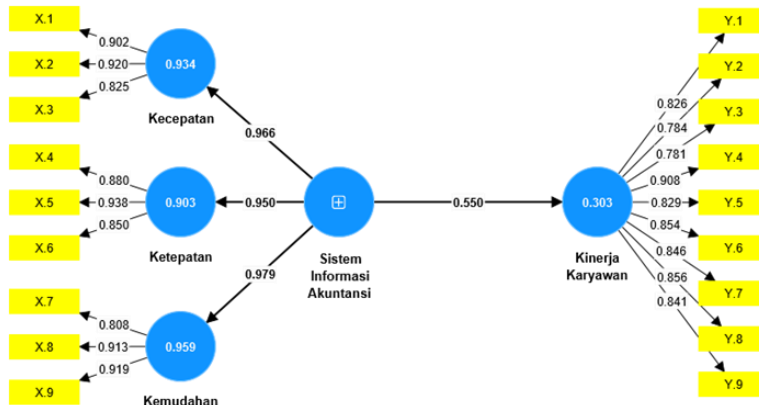 X.1
X.2
X.3
0.902
0.920
0.825
0.934
Kecepatan
0.966
X.4
X.5
X.6
0.880
0.938
0.850
0.903
Ketepatan
0.950
X.7
X.8
X.9
0.808
0.913
0.919
0.959
Kemudahan
0.979
Sistem
Informasi
Akuntansi
0.550
0.303
Kinerja
Karyawan
0.826
0.784
0.781
0.908
0.829
0.854
0.846
0.856
0.841
Y.1
Y.2
Y.3
Y.4
Y.5
Y.6
Y.7
Y.8
Y.9